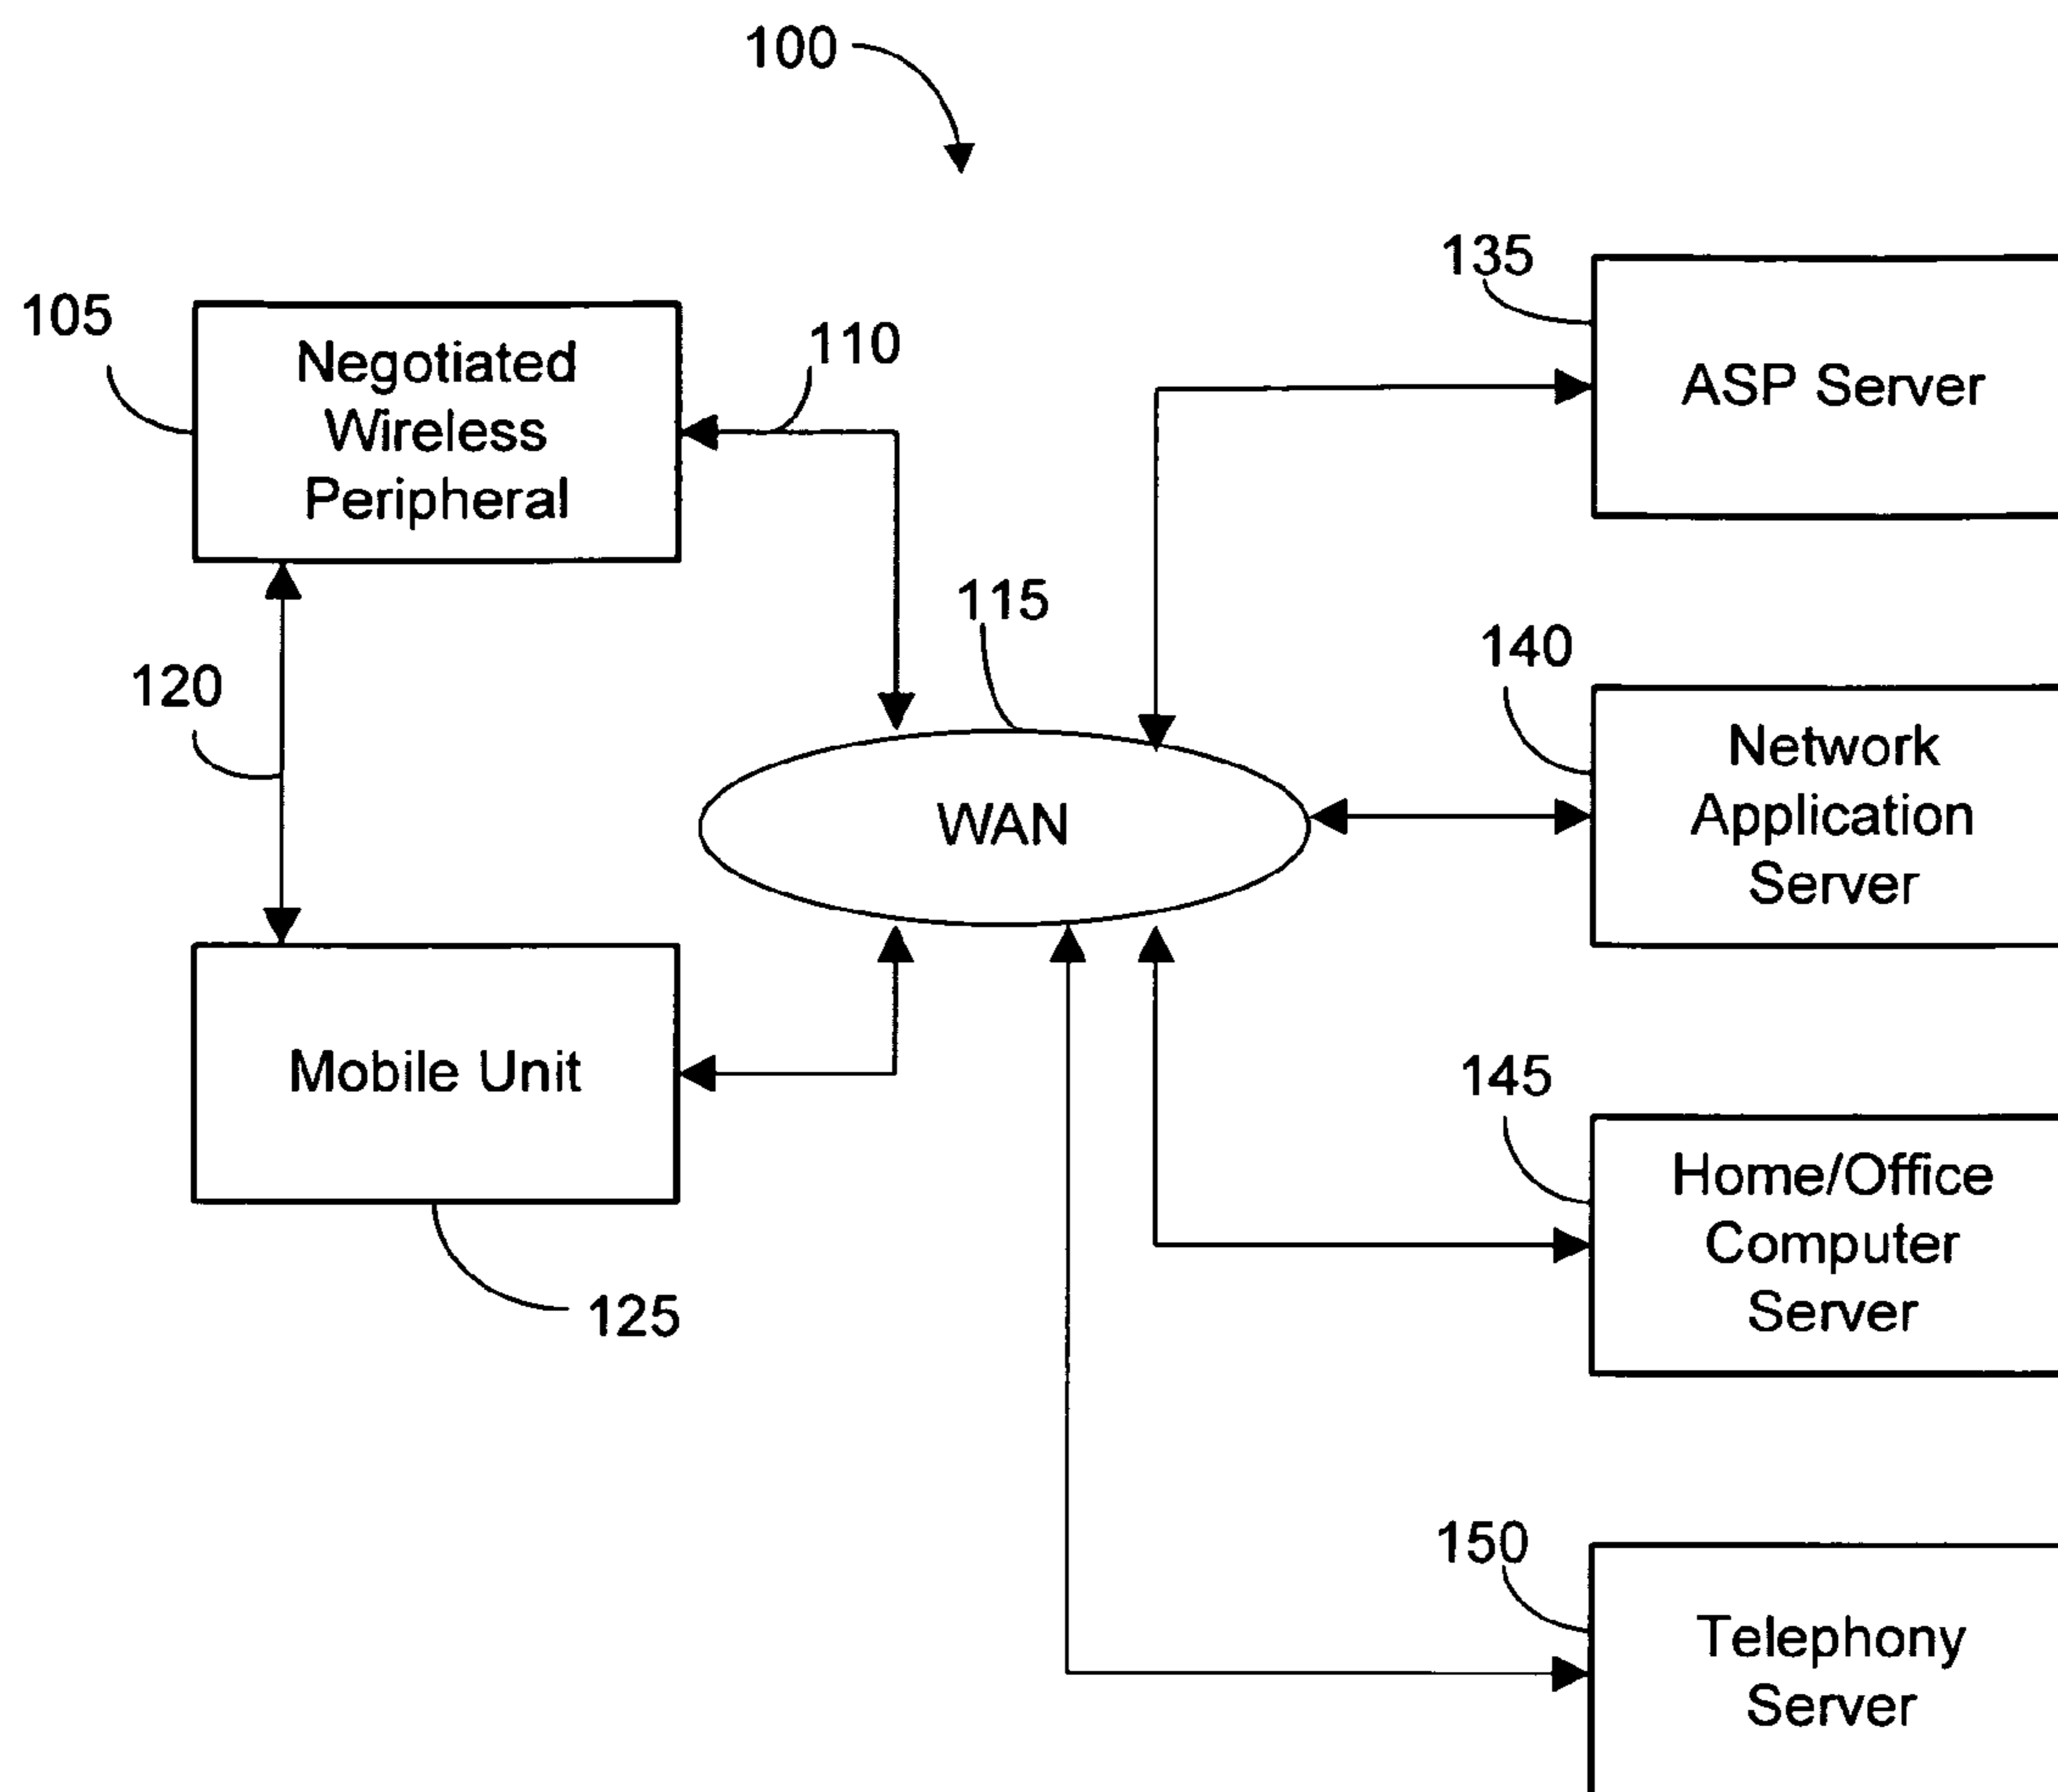 100
135
105
Negotiated
Wireless
Peripheral
110
ASP Server
115
120
140
WAN
Network
Application
Server
Mobile Unit
125
145
Home/Office
Computer
Server
150
Telephony
Server